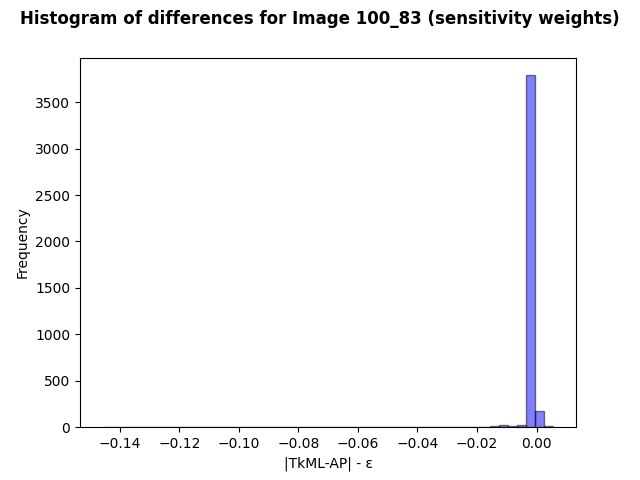 Histogram of differences for Image 100_83 (sensitivity weights)
3500
3000
2500
2000
1500
1000
500
0
Frequency
−0.14 −0.12 −0.10 −0.08 −0.06 −0.04 −0.02 0.00
|TkML-AP| - ε